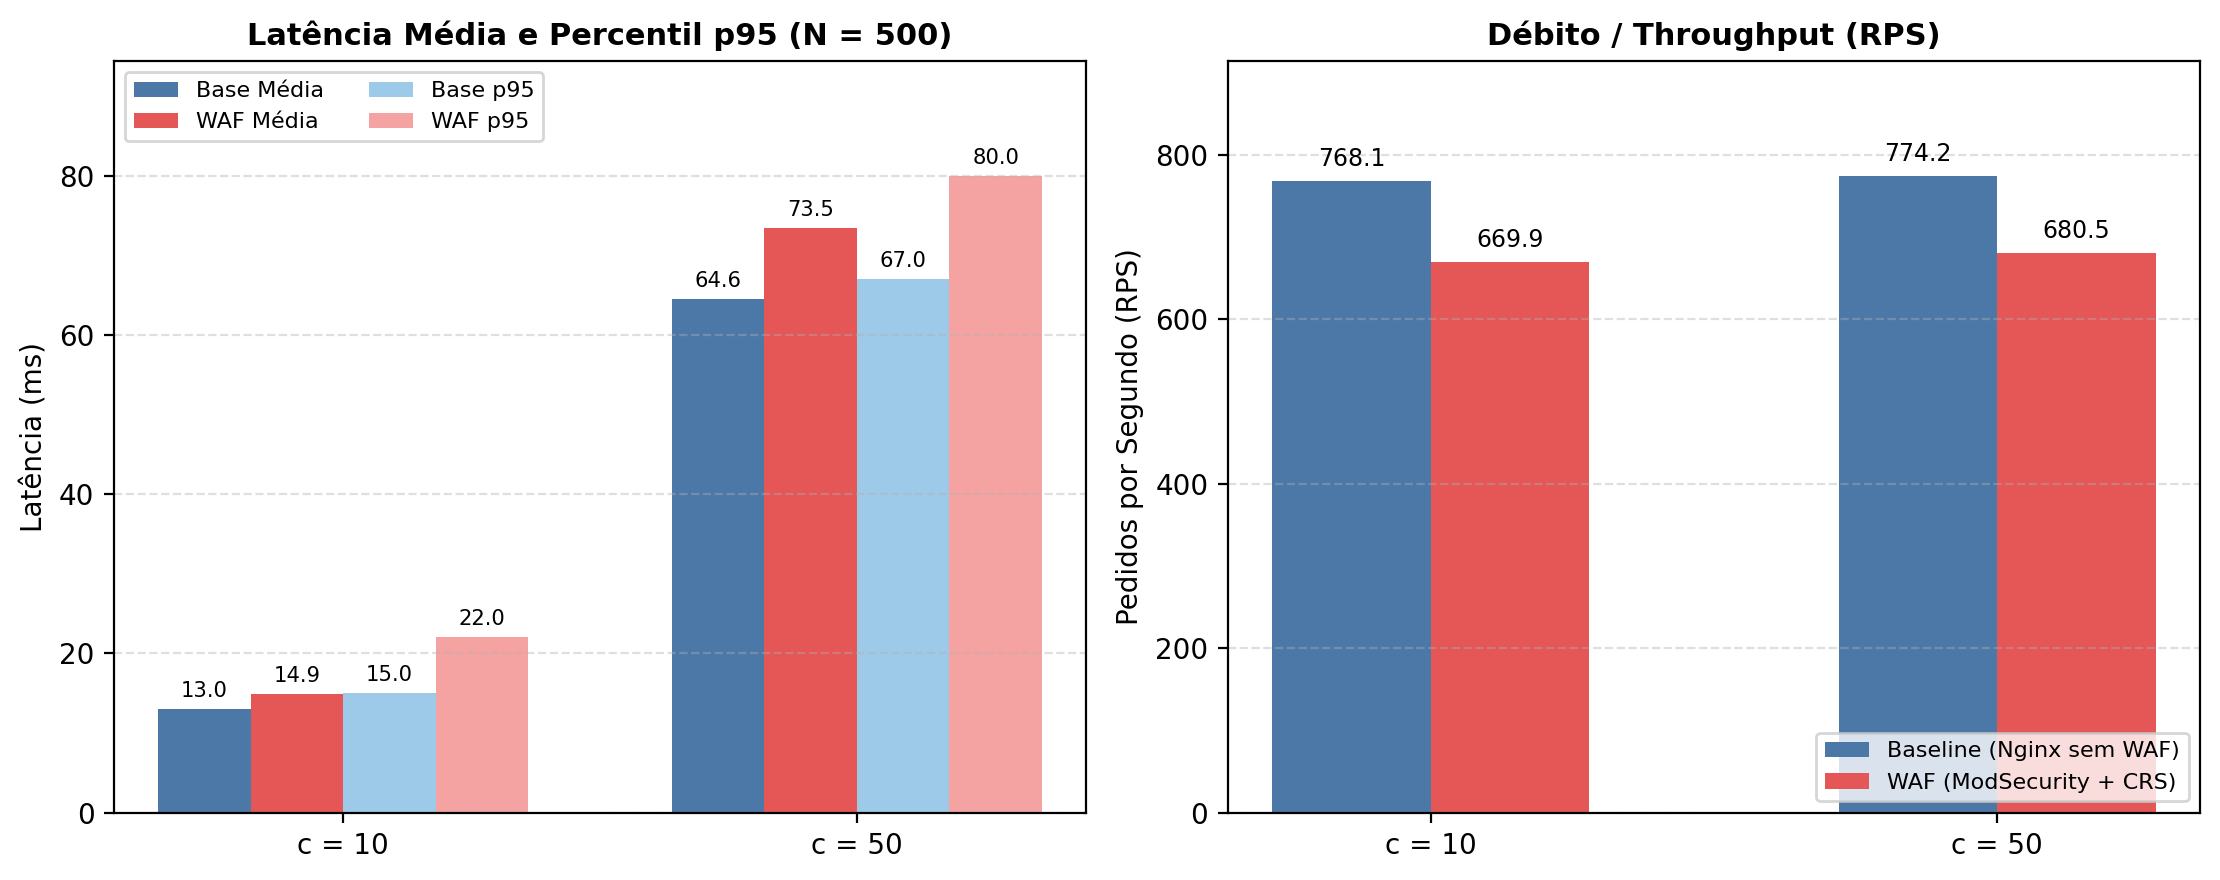 Latência Média e Percentil p95 (N = 500)
Base Média
Base p95
WAF Média
WAF p95
Latência (ms)
80
60
40
20
0
13.0
14.9
15.0
22.0
64.6
73.5
67.0
80.0
c = 10
c = 50
Débito / Throughput (RPS)
Pedidos por Segundo (RPS)
800
600
400
200
0
768.1
669.9
774.2
680.5
Baseline (Nginx sem WAF)
WAF (ModSecurity + CRS)
c = 10
c = 50